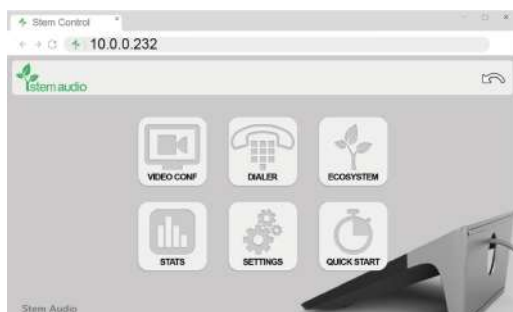 Stem Control
10.0.0.232
stem audio
VIDEO CONF
DIALER
ECOSYSTEM
STATS
SETTINGS
QUICK START
Stem Audio